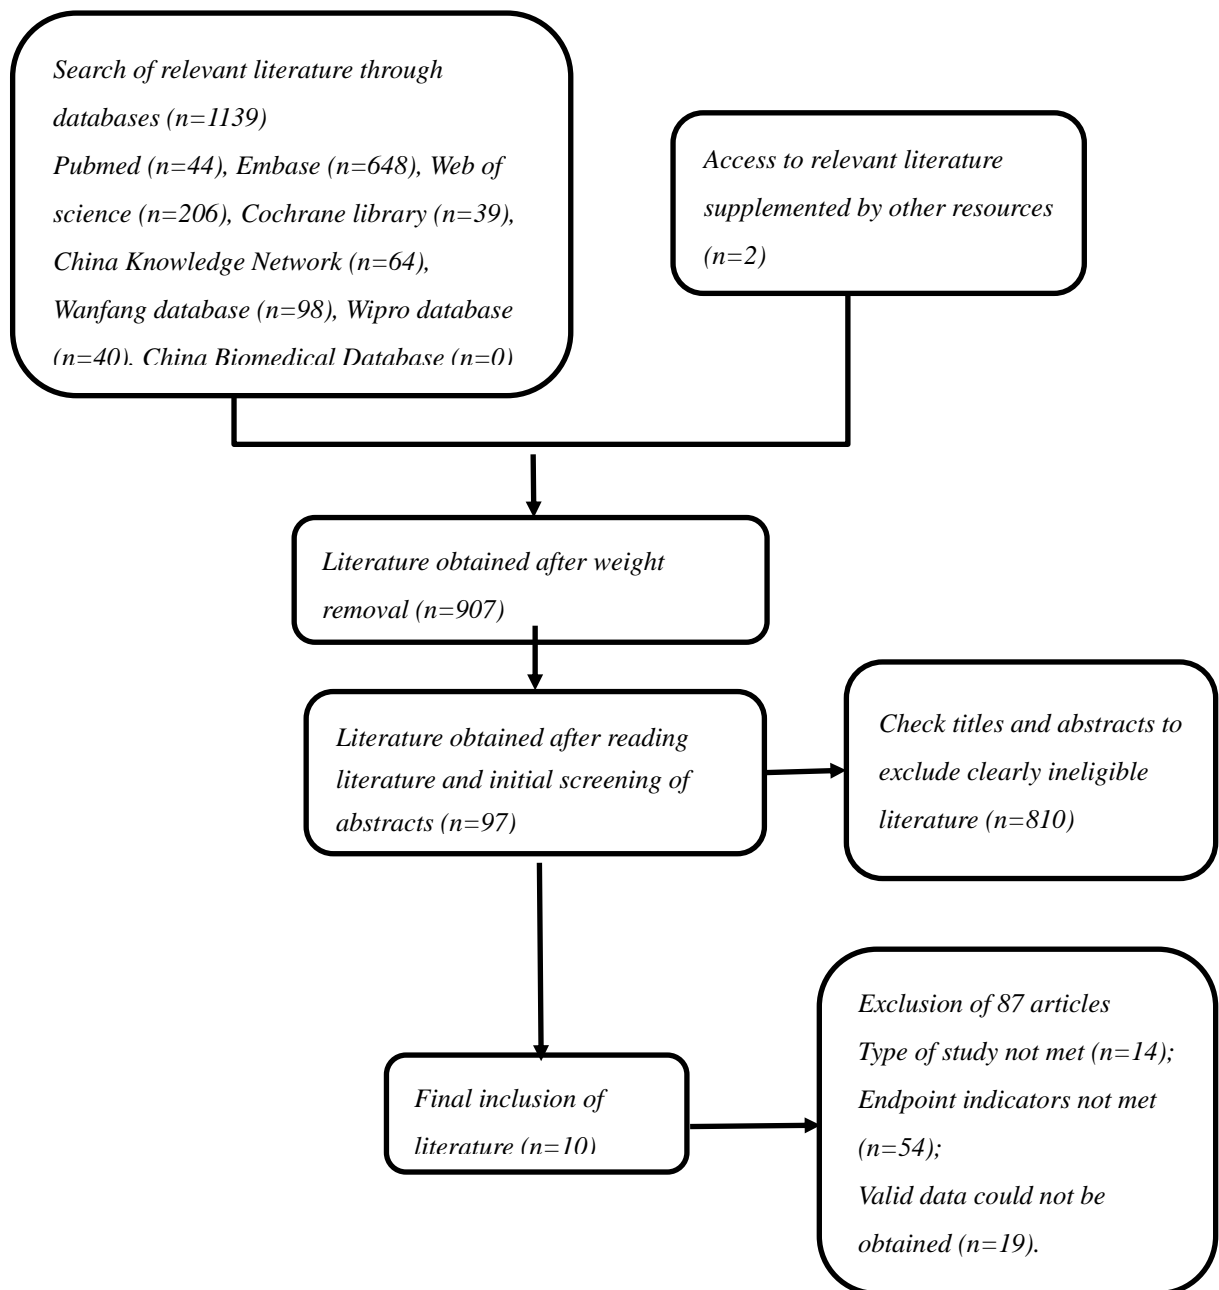 Search of relevant literature through
databases (n=1139)
Pubmed (n=44), Embase (n=648), Web of
science (n=206), Cochrane library (n=39),
China Knowledge Network (n=64),
Wanfang database (n=98), Wipro database
(n=40), China Biomedical Database (n=0)
Access to relevant literature
supplemented by other resources
(n=2)
Literature obtained after weight
removal (n=907)
Literature obtained after reading
literature and initial screening of
abstracts (n=97)
Check titles and abstracts to
exclude clearly ineligible
literature (n=810)
Final inclusion of
literature (n=10)
Exclusion of 87 articles
Type of study not met (n=14);
Endpoint indicators not met
(n=54);
Valid data could not be
obtained (n=19).